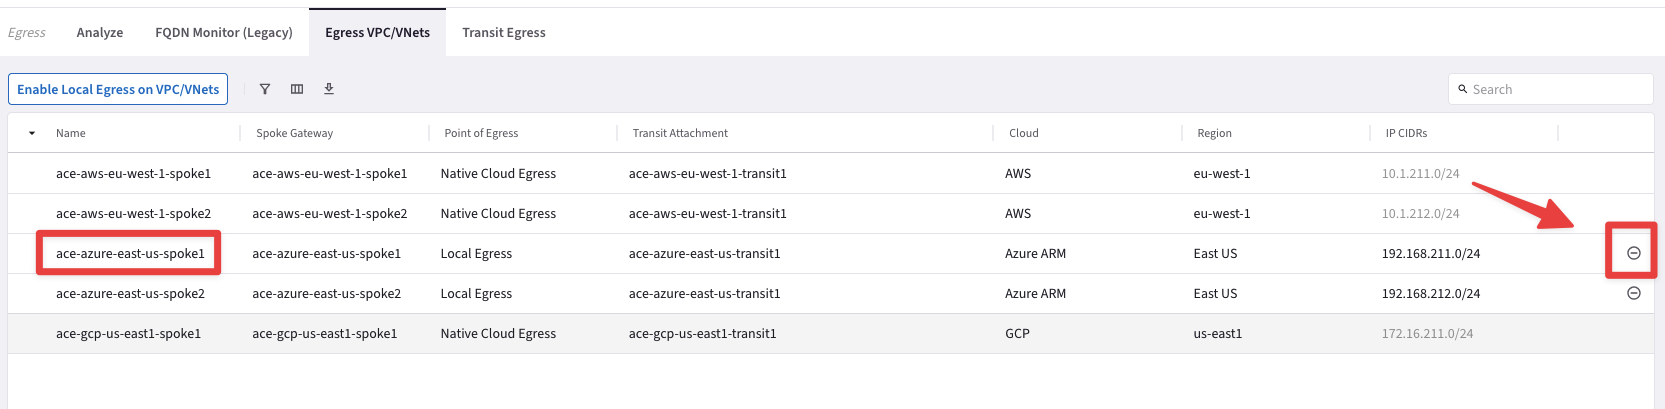 Egress Analyze FQDN Monitor (Legacy) Egress VPC/VNets Transit Egress
Enable Local Egress on VPC/VNets Search
Name Spoke Gateway Point of Egress Transit Attachment Cloud Region IP CIDRs
ace-aws-eu-west-1-spoke1 ace-aws-eu-west-1-spoke1 Native Cloud Egress ace-aws-eu-west-1-transit1 AWS eu-west-1 10.1.211.0/24
ace-aws-eu-west-1-spoke2 ace-aws-eu-west-1-spoke2 Native Cloud Egress ace-aws-eu-west-1-transit1 AWS eu-west-1 10.1.212.0/24
ace-azure-east-us-spoke1 ace-azure-east-us-spoke1 Local Egress ace-azure-east-us-transit1 Azure ARM East US 192.168.211.0/24
ace-azure-east-us-spoke2 ace-azure-east-us-spoke2 Local Egress ace-azure-east-us-transit1 Azure ARM East US 192.168.212.0/24
ace-gcp-us-east1-spoke1 ace-gcp-us-east1-spoke1 Native Cloud Egress ace-gcp-us-east1-transit1 GCP us-east1 172.16.211.0/24